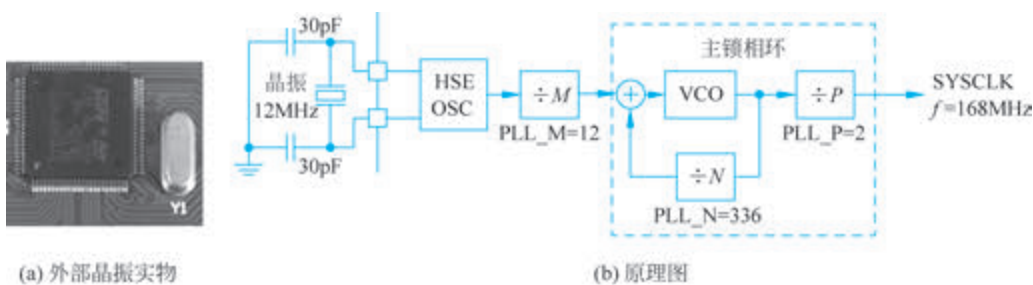 30pF
晶振
12MHz
30pF
HSE
OSC
÷M
PLL_M=12
主锁相环
VCO
÷P
PLL_P=2
÷N
PLL_N=336
SYSCLK
f=168MHz
Y1
(a) 外部晶振实物
(b) 原理图